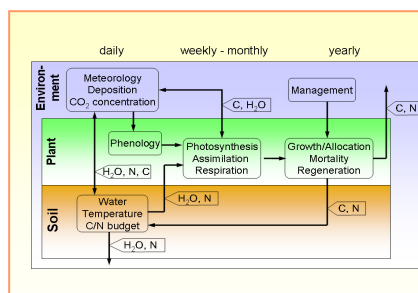 daily weekly - monthly yearly
Environ-
ment
Meteorology
Deposition
CO₂ concentration
C, H₂O
Management
C, N
Plant
Phenology
Photosynthesis
Assimilation
Respiration
Growth/Allocation
Mortality
Regeneration
H₂O, N, C
H₂O, N
C, N
Soil
Water
Temperature
C/N budget
H₂O, N